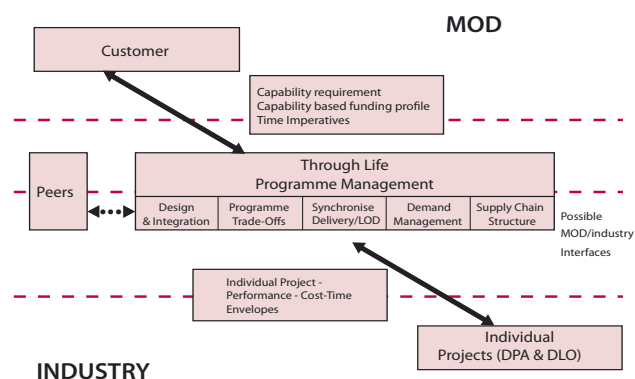 MOD
Customer
Capability requirement
Capability based funding profile
Time Imperatives
Peers
Through Life
Programme Management
Design
& Integration
Programme
Trade-Offs
Synchronise
Delivery/LOD
Demand
Management
Supply Chain
Structure
Possible
MOD/industry
Interfaces
Individual Project -
Performance - Cost-Time
Envelopes
Individual
Projects (DPA & DLO)
INDUSTRY